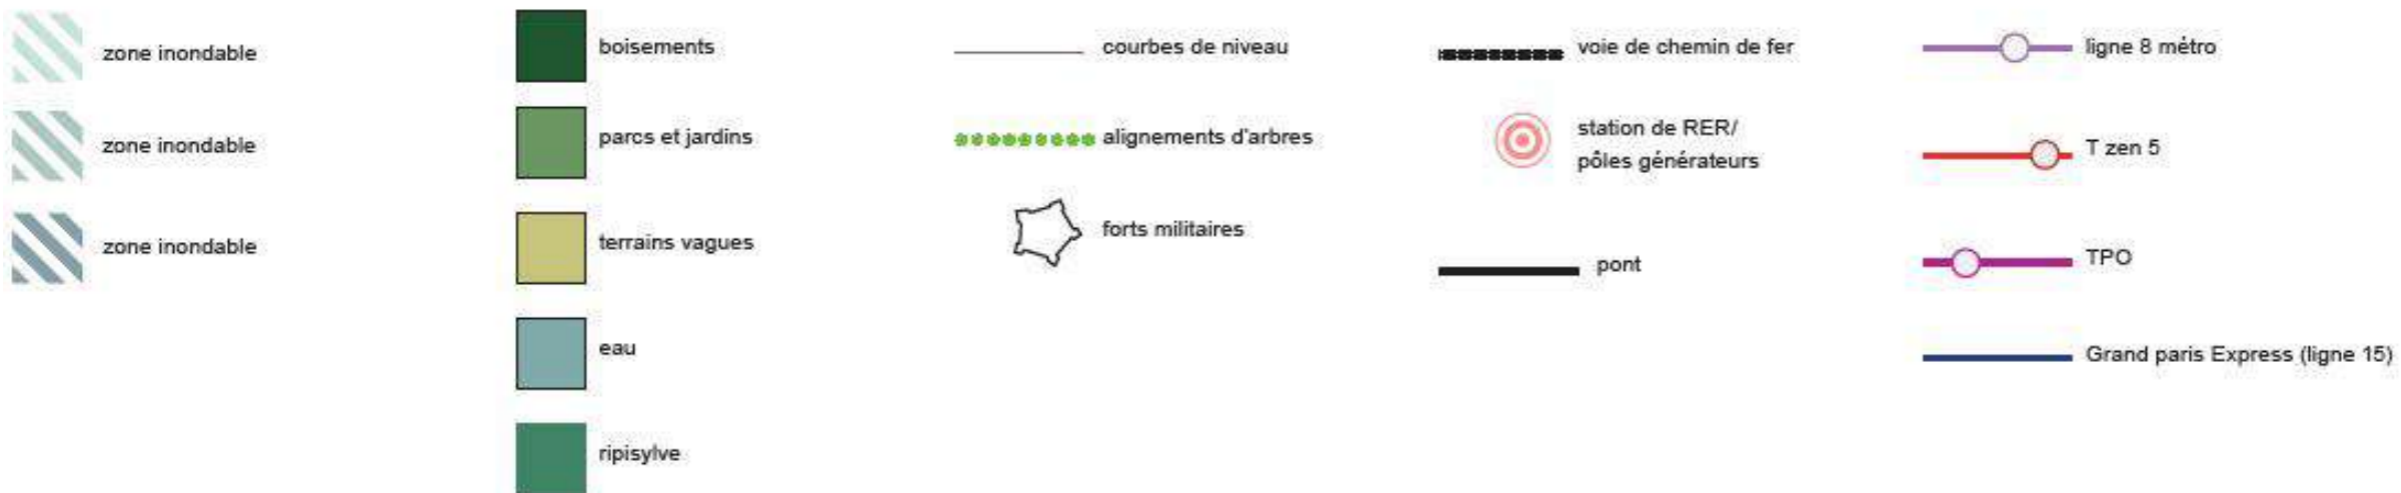 zone inondable
zone inondable
zone inondable
boisements
parcs et jardins
terrains vagues
eau
ripisylve
courbes de niveau
alignements d'arbres
forts militaires
voie de chemin de fer
station de RER/
pôles générateurs
pont
ligne 8 métro
T zen 5
TPO
Grand paris Express (ligne 15)